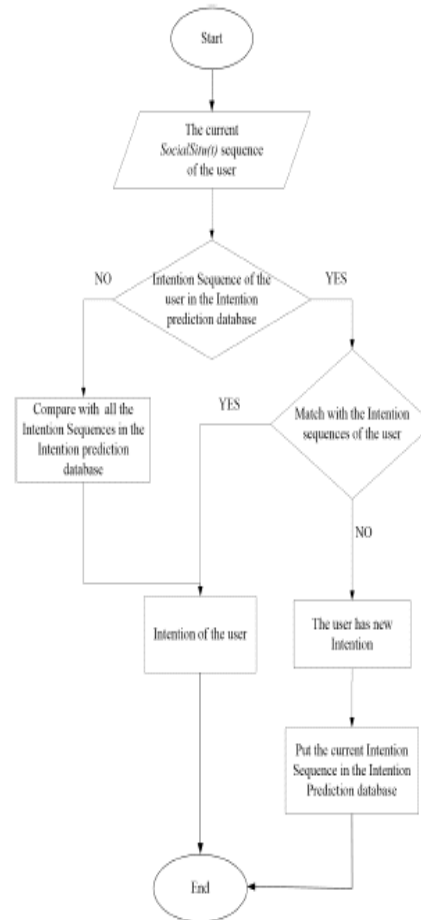 Start
The current
SocialSitu(t) sequence
of the user
NO
Intention Sequence of the
user in the Intention
prediction database
YES
Compare with all the
Intention Sequences in the
Intention prediction
database
YES
Match with the Intention
sequences of the user
NO
Intention of the user
The user has new
Intention
Put the current Intention
Sequence in the Intention
Prediction database
End